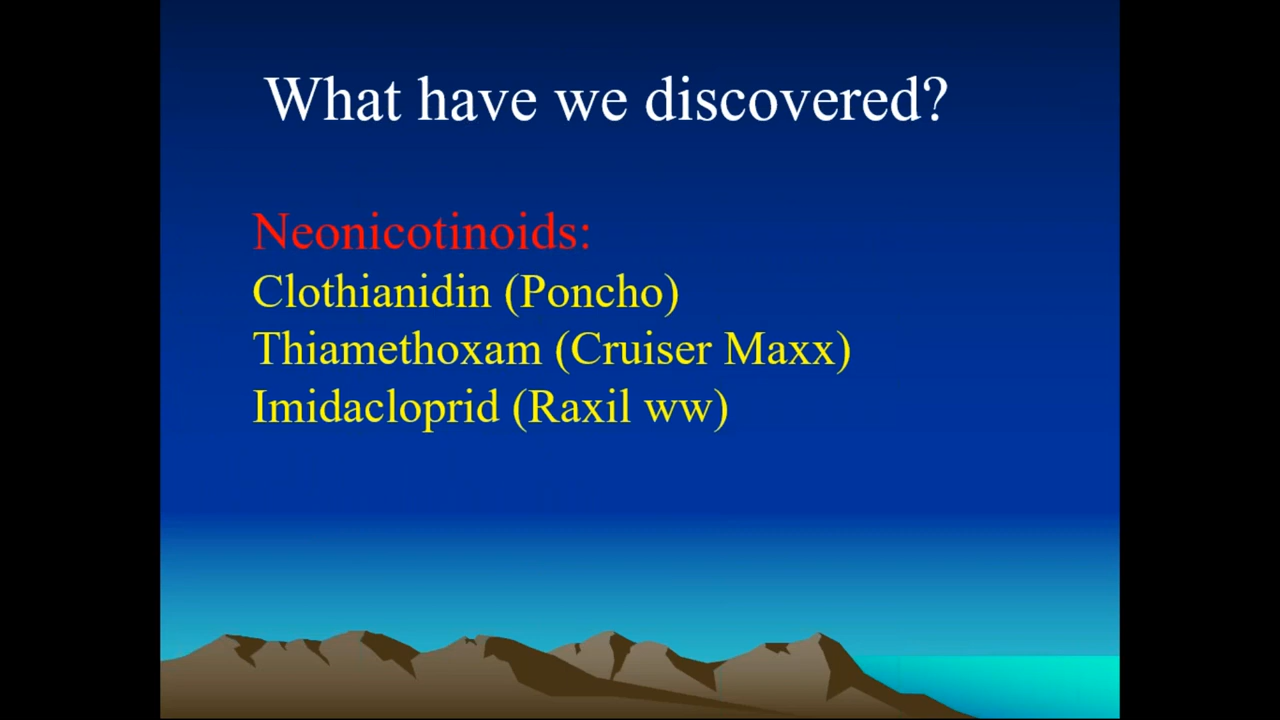 What have we discovered?
Neonicotinoids:
Clothianidin (Poncho)
Thiamethoxam (Cruiser Maxx)
Imidacloprid (Raxil ww)